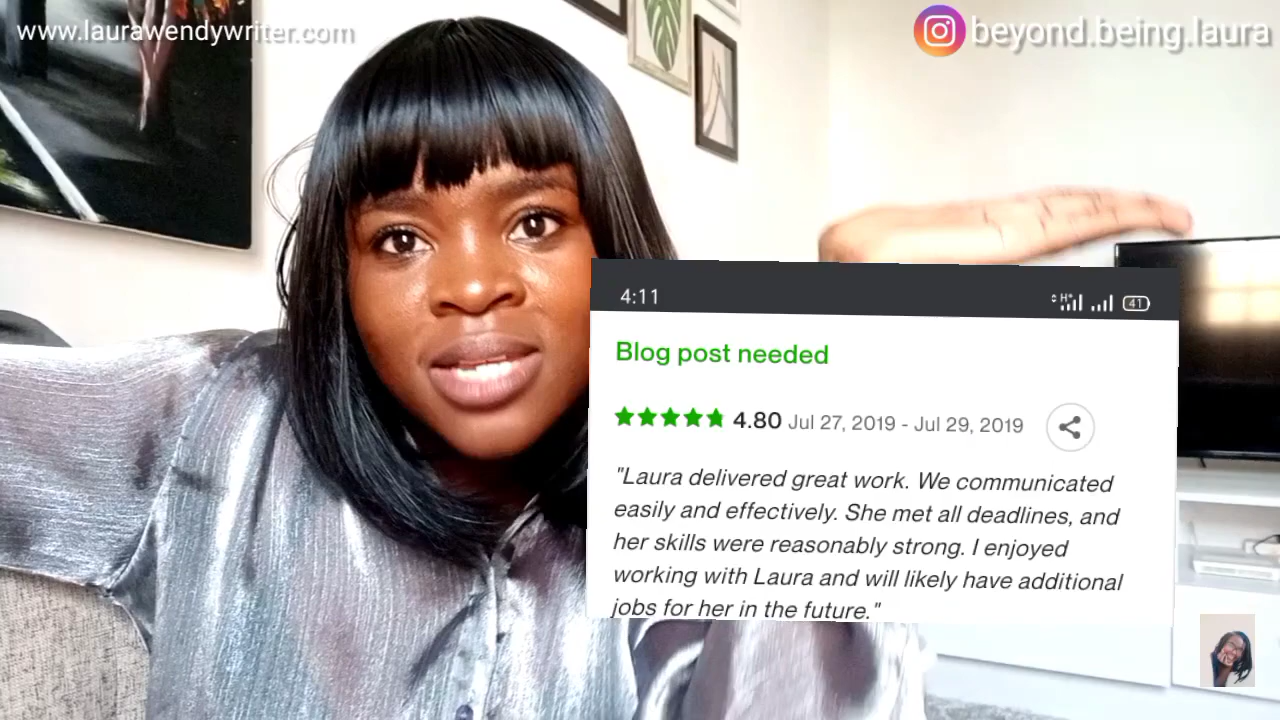 www.laurawendywriter.com
beyond.being.laura
4:11
H+
41
Blog post needed
4.80 Jul 27, 2019 - Jul 29, 2019
"Laura delivered great work. We communicated
easily and effectively. She met all deadlines, and
her skills were reasonably strong. I enjoyed
working with Laura and will likely have additional
jobs for her in the future."